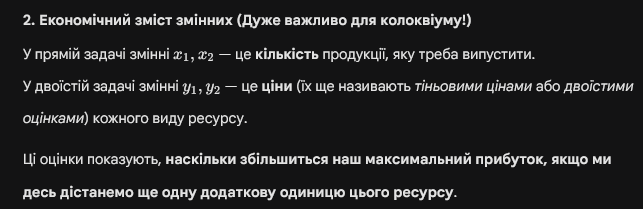 2. Економічний зміст змінних (Дуже важливо для колоквіуму!)
У прямій задачі змінні x₁, x₂ — це кількість продукції, яку треба випустити.
У двоїстій задачі змінні y₁, y₂ — це ціни (їх ще називають тіньовими цінами або двоїстими
оцінками) кожного виду ресурсу.
Ці оцінки показують, наскільки збільшиться наш максимальний прибуток, якщо ми
десь дістанемо ще одну додаткову одиницю цього ресурсу.